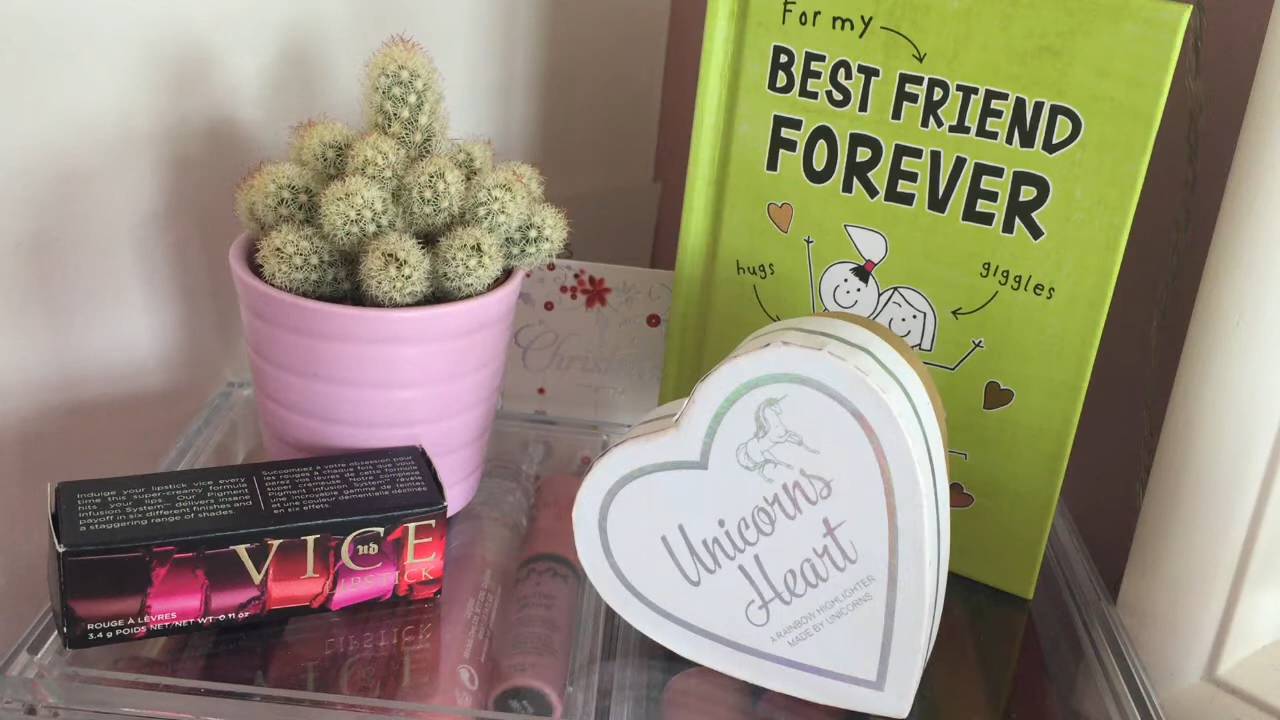 For my
BEST FRIEND
FOREVER
hugs
giggles
Christmas
Indulge your lipstick vice every
time this super-creamy formula
hits your lips. Our Pigment
Infusion System™ delivers insane
payoff in six different finishes and
a staggering range of shades.
Succombez à votre obsession pour
les rouges à chaque fois que vous
parez vos lèvres de cette formule
super crémeuse. Notre complexe
Pigment Infusion System™ révèle
une incroyable gamme de teintes
et une couleur démentielle déclinée
en six effets.
VICE
UD
LIPSTICK
ROUGE À LÈVRES
3.4 g POIDS NET/NET WT. 0.11 oz
Unicorns
Heart
A RAINBOW HIGHLIGHTER
MADE BY UNICORNS